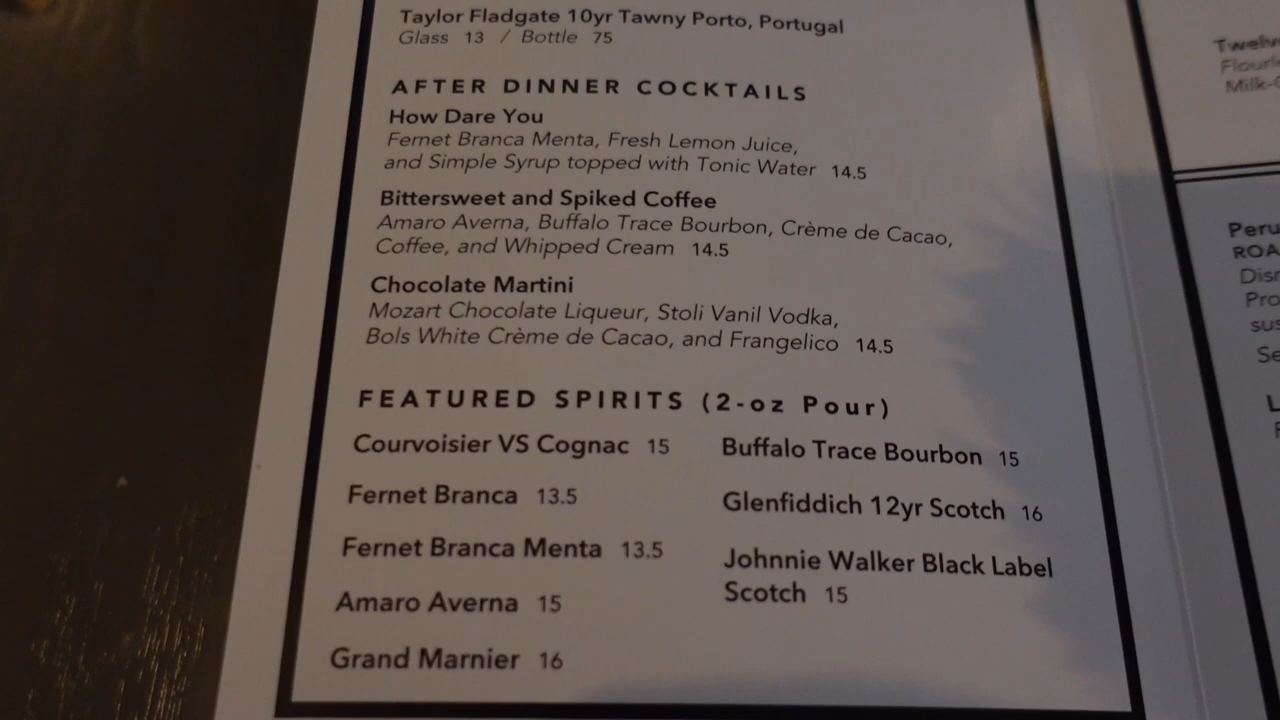 Taylor Fladgate 10yr Tawny Porto, Portugal
Glass 13 / Bottle 75
AFTER DINNER COCKTAILS
How Dare You
Fernet Branca Menta, Fresh Lemon Juice,
and Simple Syrup topped with Tonic Water 14.5
Bittersweet and Spiked Coffee
Amaro Averna, Buffalo Trace Bourbon, Crème de Cacao,
Coffee, and Whipped Cream 14.5
Chocolate Martini
Mozart Chocolate Liqueur, Stoli Vanil Vodka,
Bols White Crème de Cacao, and Frangelico 14.5
FEATURED SPIRITS (2-oz Pour)
Courvoisier VS Cognac 15
Fernet Branca 13.5
Fernet Branca Menta 13.5
Amaro Averna 15
Grand Marnier 16
Buffalo Trace Bourbon 15
Glenfiddich 12yr Scotch 16
Johnnie Walker Black Label
Scotch 15